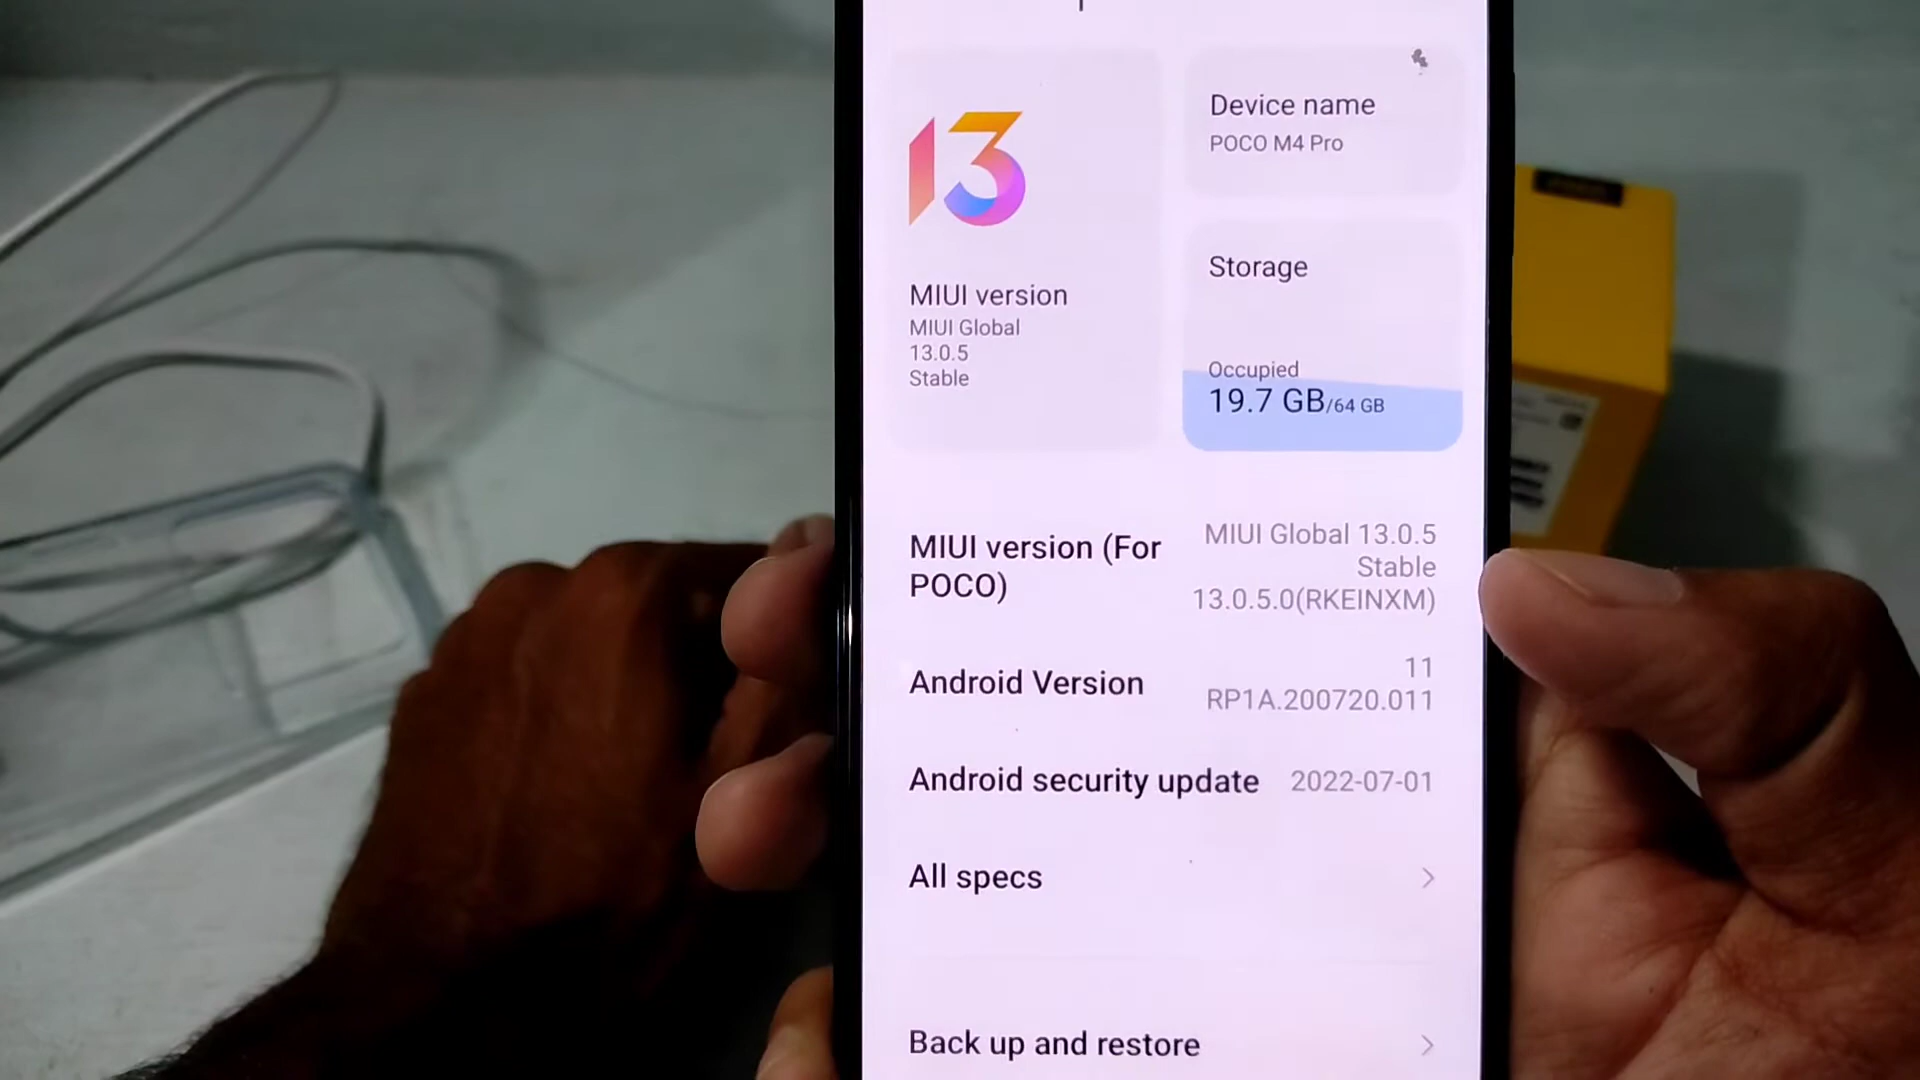 13
Device name
POCO M4 Pro
MIUI version
MIUI Global
13.0.5
Stable
Storage
Occupied
19.7 GB/64 GB
MIUI version (For
POCO)
MIUI Global 13.0.5
Stable
13.0.5.0(RKEINXM)
Android Version
11
RP1A.200720.011
Android security update
2022-07-01
All specs
Back up and restore